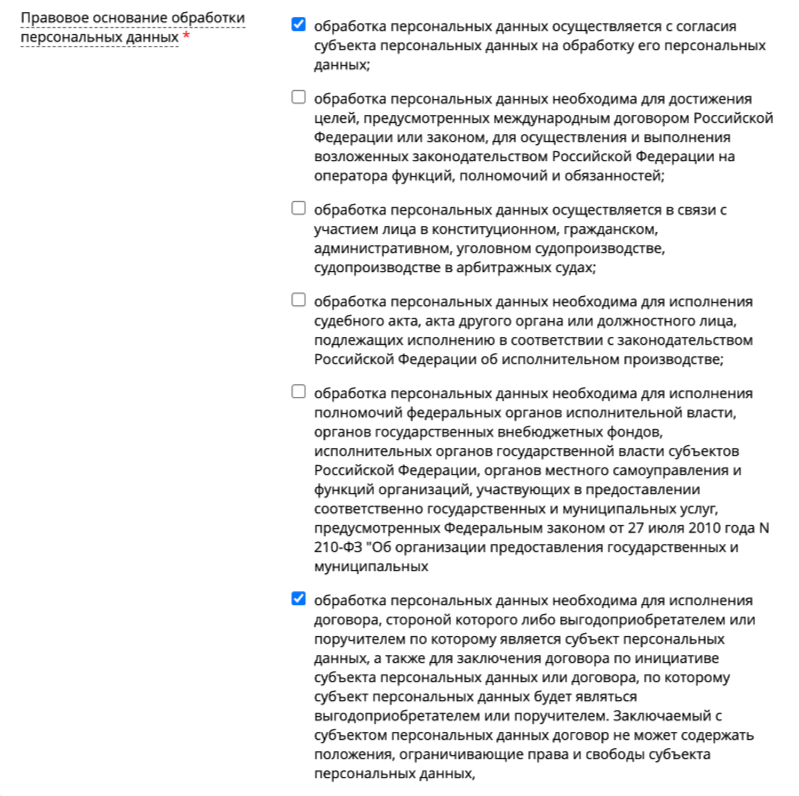 Правовое основание обработки
персональных данных *
обработка персональных данных осуществляется с согласия
субъекта персональных данных на обработку его персональных
данных;
обработка персональных данных необходима для достижения
целей, предусмотренных международным договором Российской
Федерации или законом, для осуществления и выполнения
возложенных законодательством Российской Федерации на
оператора функций, полномочий и обязанностей;
обработка персональных данных осуществляется в связи с
участием лица в конституционном, гражданском,
административном, уголовном судопроизводстве,
судопроизводстве в арбитражных судах;
обработка персональных данных необходима для исполнения
судебного акта, акта другого органа или должностного лица,
подлежащих исполнению в соответствии с законодательством
Российской Федерации об исполнительном производстве;
обработка персональных данных необходима для исполнения
полномочий федеральных органов исполнительной власти,
органов государственных внебюджетных фондов,
исполнительных органов государственной власти субъектов
Российской Федерации, органов местного самоуправления и
функций организаций, участвующих в предоставлении
соответственно государственных и муниципальных услуг,
предусмотренных Федеральным законом от 27 июля 2010 года N
210-ФЗ "Об организации предоставления государственных и
муниципальных
обработка персональных данных необходима для исполнения
договора, стороной которого либо выгодоприобретателем или
поручителем по которому является субъект персональных
данных, а также для заключения договора по инициативе
субъекта персональных данных или договора, по которому
субъект персональных данных будет являться
выгодоприобретателем или поручителем. Заключаемый с
субъектом персональных данных договор не может содержать
положения, ограничивающие права и свободы субъекта
персональных данных,